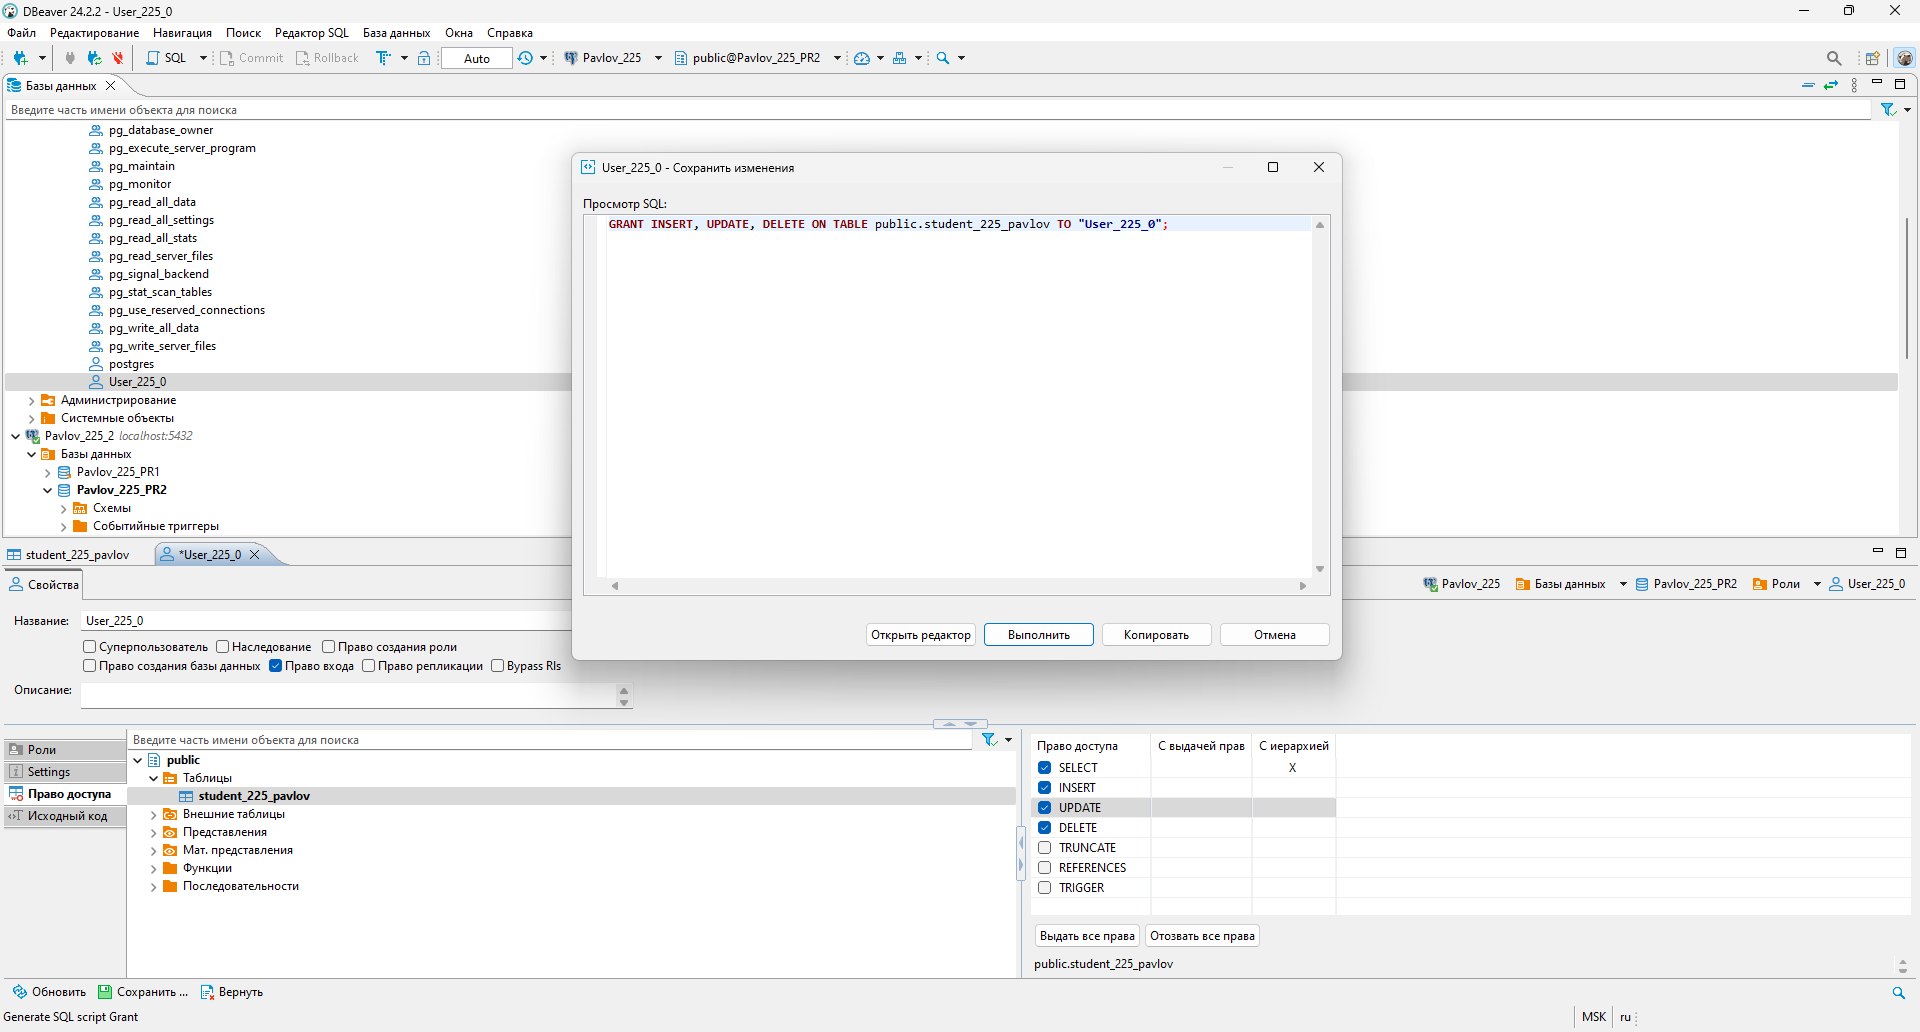 DBeaver 24.2.2 - User_225_0
Файл Редактирование Навигация Поиск Редактор SQL База данных Окна Справка
SQL Commit Rollback Auto Pavlov_225 public@Pavlov_225_PR2
Базы данных
Введите часть имени объекта для поиска
pg_database_owner
pg_execute_server_program
pg_maintain
pg_monitor
pg_read_all_data
pg_read_all_settings
pg_read_all_stats
pg_read_server_files
pg_signal_backend
pg_stat_scan_tables
pg_use_reserved_connections
pg_write_all_data
pg_write_server_files
postgres
User_225_0
Администрирование
Системные объекты
Pavlov_225_2 localhost:5432
Базы данных
Pavlov_225_PR1
Pavlov_225_PR2
Схемы
Событийные триггеры
User_225_0 - Сохранить изменения
Просмотр SQL:
GRANT INSERT, UPDATE, DELETE ON TABLE public.student_225_pavlov TO "User_225_0";
Открыть редактор Выполнить Копировать Отмена
student_225_pavlov *User_225_0
Свойства Pavlov_225 Базы данных Pavlov_225_PR2 Роли User_225_0
Название: User_225_0
Суперпользователь Наследование Право создания роли
Право создания базы данных Право входа Право репликации Bypass Rls
Описание:
Роли
Settings
Право доступа
Исходный код
Введите часть имени объекта для поиска
public
Таблицы
student_225_pavlov
Внешние таблицы
Представления
Мат. представления
Функции
Последовательности
Право доступа С выдачей прав С иерархией
SELECT X
INSERT
UPDATE
DELETE
TRUNCATE
REFERENCES
TRIGGER
Выдать все права Отозвать все права
public.student_225_pavlov
Обновить Сохранить ... Вернуть
Generate SQL script Grant MSK ru